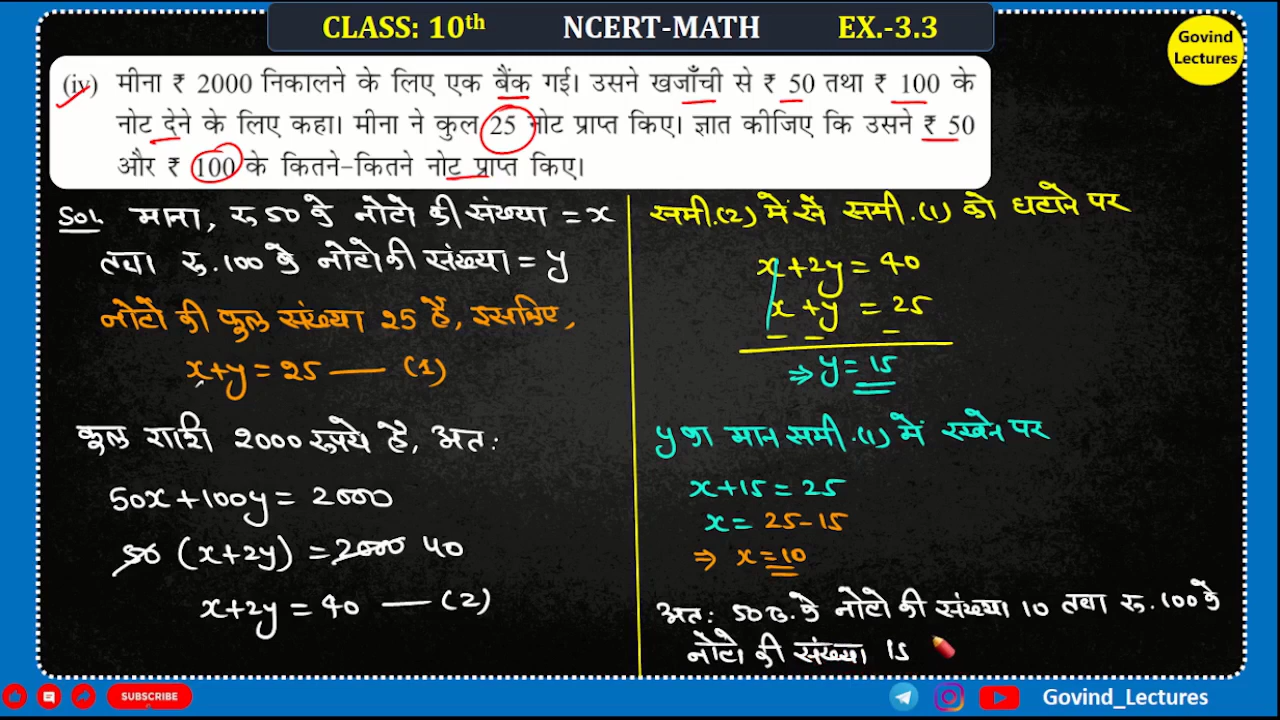 CLASS: 10th NCERT-MATH EX.-3.3
Govind
Lectures
(iv) मीना ₹ 2000 निकालने के लिए एक बैंक गई। उसने खजाँची से ₹ 50 तथा ₹ 100 के
नोट देने के लिए कहा। मीना ने कुल 25 नोट प्राप्त किए। ज्ञात कीजिए कि उसने ₹ 50
और ₹ 100 के कितने-कितने नोट प्राप्त किए।
Sol. माना, रु 50 के नोटो की संख्या = x
तथा रु.100 के नोटो की संख्या = y
नोटों की कुल संख्या 25 है, इसलिए,
x+y = 25 — (1)
कुल राशि 2000 रुपये है, अतः
50x + 100y = 2000
50 (x+2y) = 2000 40
x+2y = 40 — (2)
समी.(2) में से समी.(1) को घटाने पर
x+2y = 40
x + y = 25
— — —
⇒ y = 15
y का मान समी.(1) में रखने पर
x+15 = 25
x = 25-15
⇒ x = 10
अतः 50 रु. के नोटो की संख्या 10 तथा रु.100 के
नोटो की संख्या 15
SUBSCRIBE
Govind_Lectures